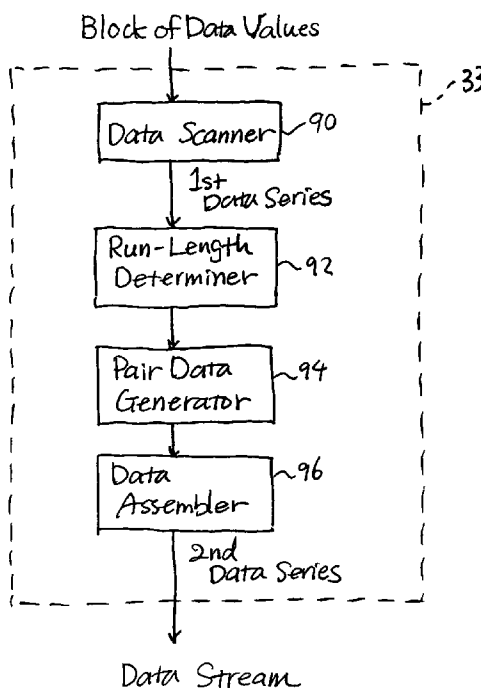 Block of Data Values
33
Data Scanner
90
1st
Data Series
Run-Length
Determiner
92
Pair Data
Generator
94
Data
Assembler
96
2nd
Data Series
Data Stream